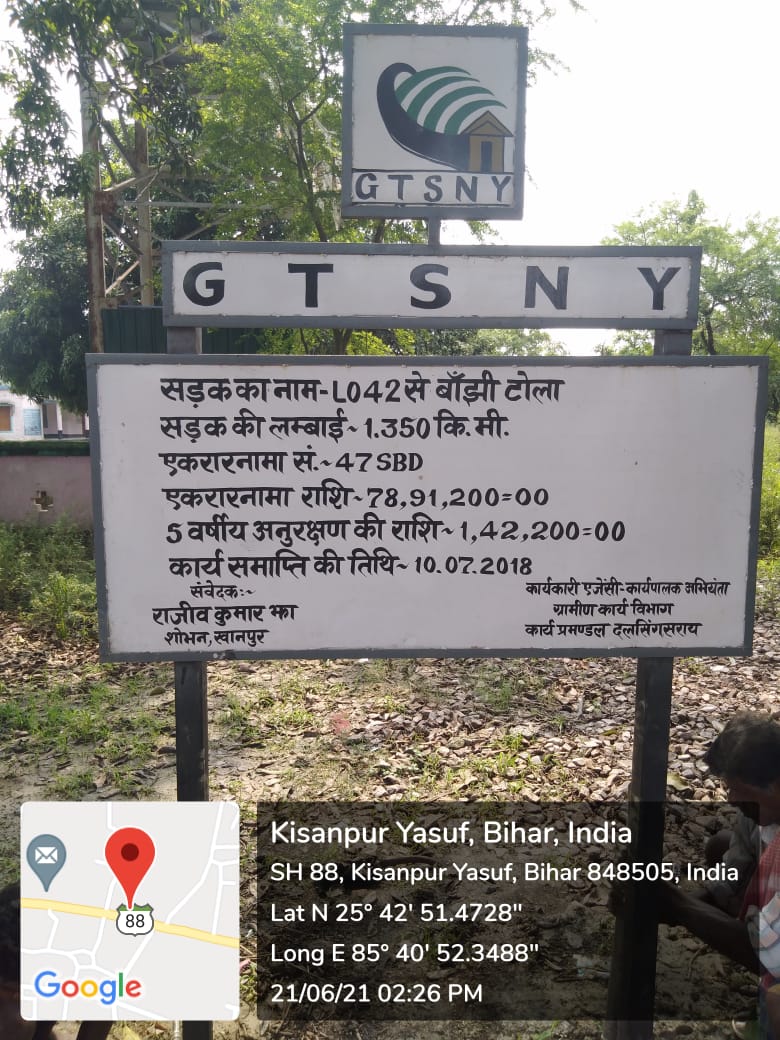 GTSNY
G T S N Y
सड़क का नाम-L042 से बाँझी टोला
सड़क की लम्बाई~1.350 कि.मी.
एकरारनामा सं.~47SBD
एकरारनामा राशि~78,91,200=00
5 वर्षीय अनुरक्षण की राशि~1,42,200=00
कार्य समाप्ति की तिथि~10.07.2018
संवेदकः~
राजीव कुमार झा
शोभन, खानपुर
कार्यकारी एजेंसी-कार्यपालक अभियंता
ग्रामीण कार्य विभाग
कार्य प्रमण्डल दलसिंगसराय
88
Google
Kisanpur Yasuf, Bihar, India
SH 88, Kisanpur Yasuf, Bihar 848505, India
Lat N 25° 42' 51.4728"
Long E 85° 40' 52.3488"
21/06/21 02:26 PM